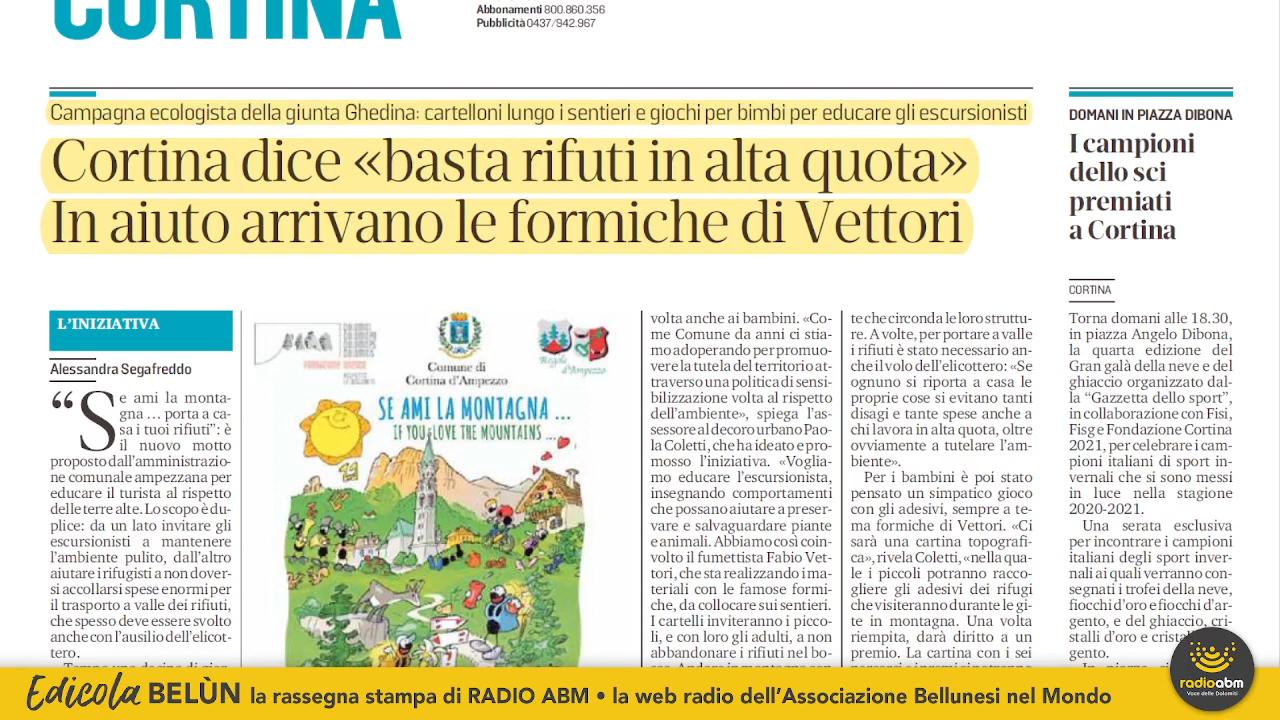 CORTINA
Abbonamenti 800.860.356
Pubblicità 0437/942.967
Campagna ecologista della giunta Ghedina: cartelloni lungo i sentieri e giochi per bimbi per educare gli escursionisti
Cortina dice «basta rifuti in alta quota»
In aiuto arrivano le formiche di Vettori
L'INIZIATIVA
Alessandra Segafreddo
“Se ami la monta-
gna … porta a ca-
sa i tuoi rifiuti”: è
il nuovo motto
proposto dall'amministrazio-
ne comunale ampezzana per
educare il turista al rispetto
delle terre alte. Lo scopo è du-
plice: da un lato invitare gli
escursionisti a mantenere
l'ambiente pulito, dall'altro
aiutare i rifugisti a non dover-
si accollarsi spese enormi per
il trasporto a valle dei rifiuti,
che spesso deve essere svolto
anche con l'ausilio dell'elicot-
tero.
Comune di
Cortina d'Ampezzo
Regole
d'Ampezzo
SE AMI LA MONTAGNA ...
IF YOU LOVE THE MOUNTAINS ...
volta anche ai bambini. «Co-
me Comune da anni ci stia-
mo adoperando per promuo-
vere la tutela del territorio at-
traverso una politica di sensi-
bilizzazione volta al rispetto
dell'ambiente», spiega l'as-
sessore al decoro urbano Pao-
la Coletti, che ha ideato e pro-
mosso l'iniziativa. «Voglia-
mo educare l'escursionista,
insegnando comportamenti
che possano aiutare a preser-
vare e salvaguardare piante
e animali. Abbiamo così coin-
volto il fumettista Fabio Vet-
tori, che sta realizzando i ma-
teriali con le famose formi-
che, da collocare sui sentieri.
I cartelli inviteranno i picco-
li, e con loro gli adulti, a non
abbandonare i rifiuti nel bo-
te che circonda le loro struttu-
re. A volte, per portare a valle
i rifiuti è stato necessario an-
che il volo dell'elicottero: «Se
ognuno si riporta a casa le
proprie cose si evitano tanti
disagi e tante spese anche a
chi lavora in alta quota, oltre
ovviamente a tutelare l'am-
biente».
Per i bambini è poi stato
pensato un simpatico gioco
con gli adesivi, sempre a te-
ma formiche di Vettori. «Ci
sarà una cartina topografi-
ca», rivela Coletti, «nella qua-
le i piccoli potranno racco-
gliere gli adesivi dei rifugi
che visiteranno durante le gi-
te in montagna. Una volta
riempita, darà diritto a un
premio. La cartina con i sei
DOMANI IN PIAZZA DIBONA
I campioni
dello sci
premiati
a Cortina
CORTINA
Torna domani alle 18.30,
in piazza Angelo Dibona,
la quarta edizione del
Gran galà della neve e del
ghiaccio organizzato dal-
la “Gazzetta dello sport”,
in collaborazione con Fisi,
Fisg e Fondazione Cortina
2021, per celebrare i cam-
pioni italiani di sport in-
vernali che si sono messi
in luce nella stagione
2020-2021.
Una serata esclusiva
per incontrare i campioni
italiani degli sport inver-
nali ai quali verranno con-
segnati i trofei della neve,
fiocchi d'oro e fiocchi d'ar-
gento, e del ghiaccio, cri-
stalli d'oro e
gento.
radioabm
Voce delle Dolomiti
Edicola BELÙN la rassegna stampa di RADIO ABM • la web radio dell'Associazione Bellunesi nel Mondo